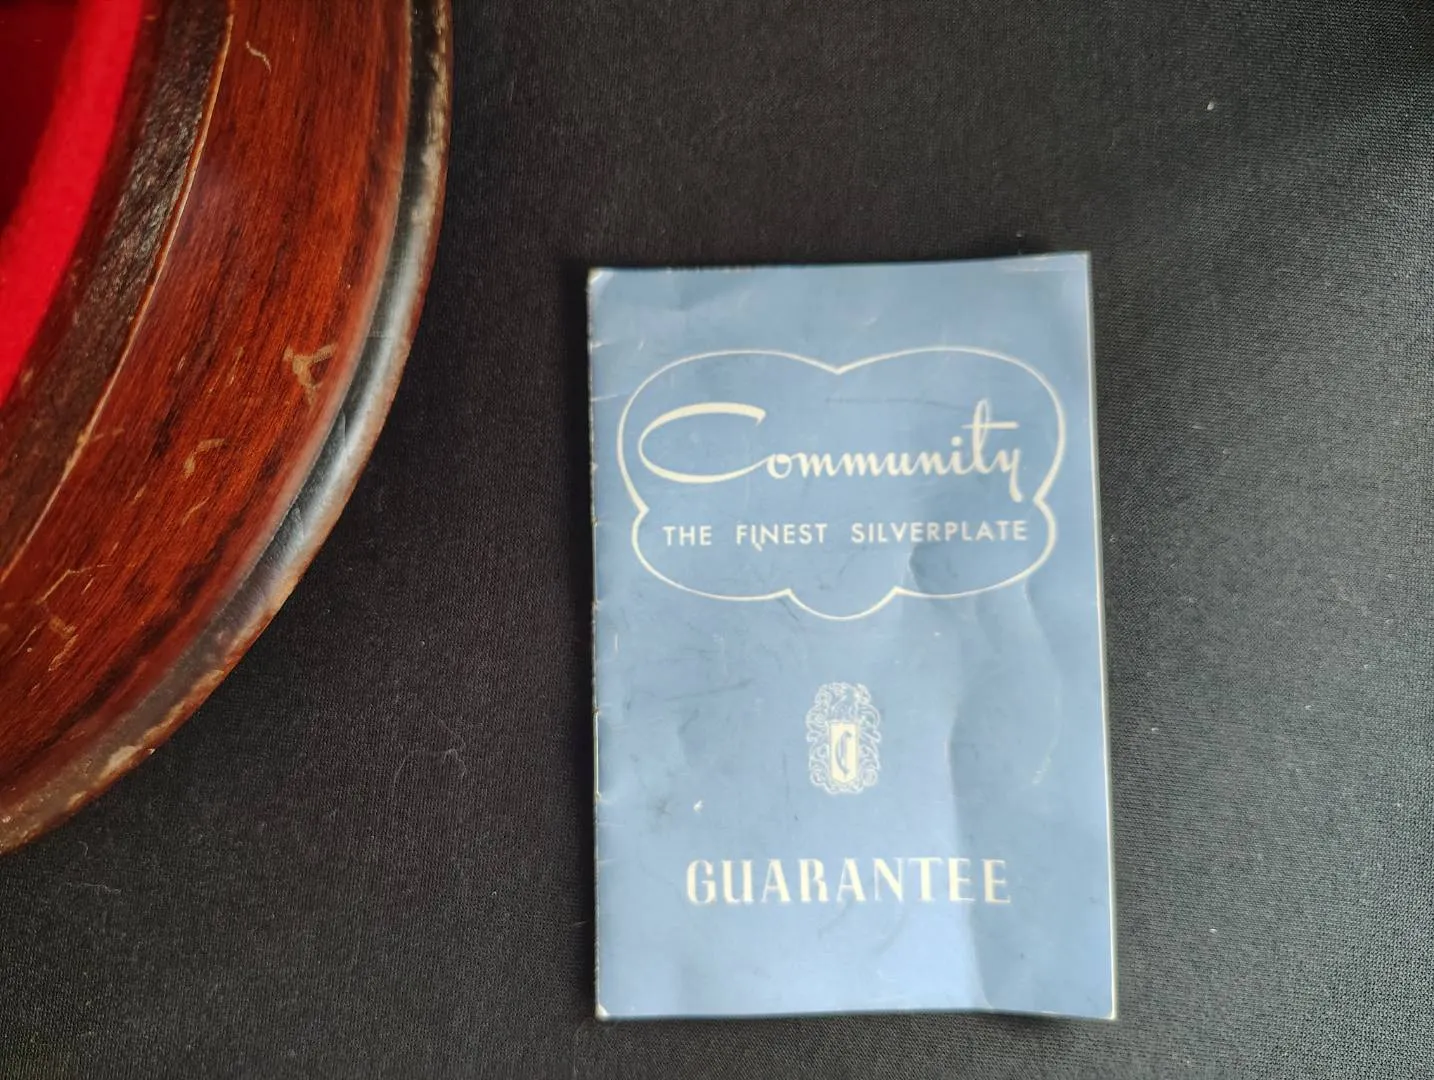 Community
THE FINEST SILVERPLATE
C
GUARANTEE